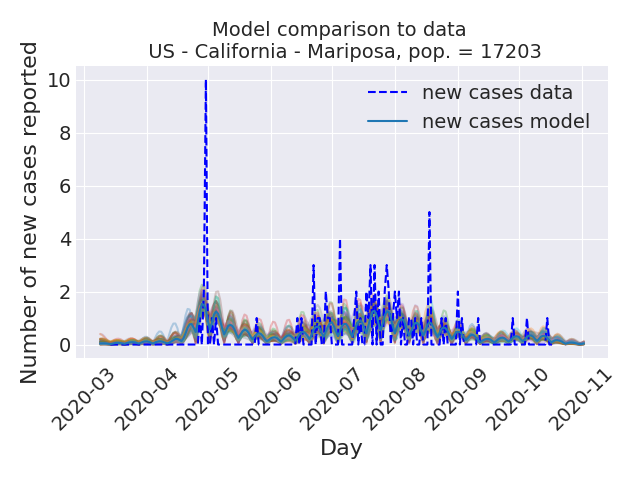 Model comparison to data
US - California - Mariposa, pop. = 17203
Number of new cases reported
10
8
6
4
2
0
new cases data
new cases model
2020-03
2020-04
2020-05
2020-06
2020-07
2020-08
2020-09
2020-10
2020-11
Day